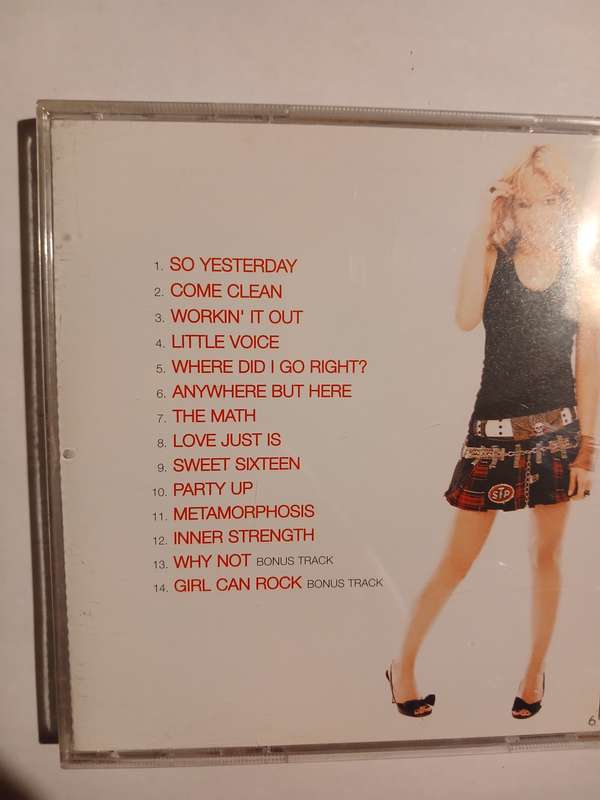 1. SO YESTERDAY
2. COME CLEAN
3. WORKIN' IT OUT
4. LITTLE VOICE
5. WHERE DID I GO RIGHT?
6. ANYWHERE BUT HERE
7. THE MATH
8. LOVE JUST IS
9. SWEET SIXTEEN
10. PARTY UP
11. METAMORPHOSIS
12. INNER STRENGTH
13. WHY NOT BONUS TRACK
14. GIRL CAN ROCK BONUS TRACK
STP
6